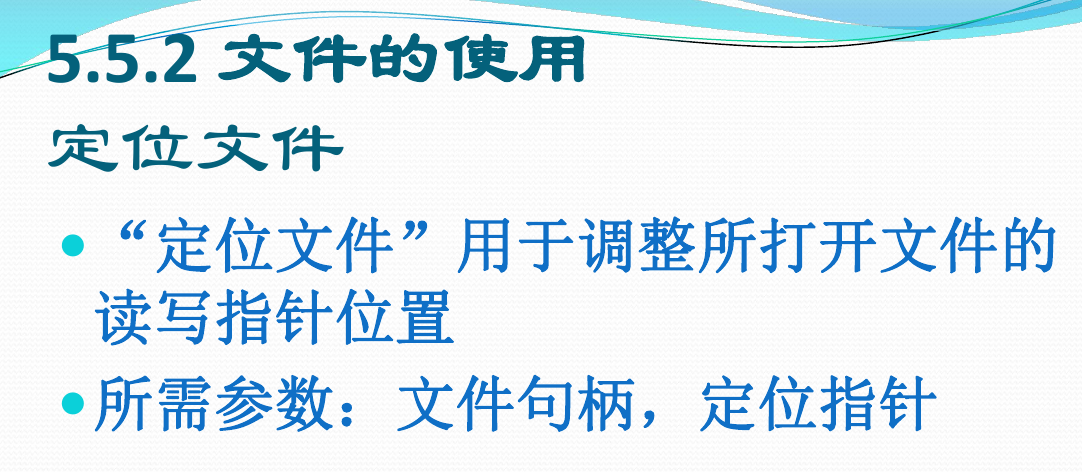 5.5.2 文件的使用
定位文件
•“定位文件”用于调整所打开文件的
读写指针位置
•所需参数：文件句柄，定位指针